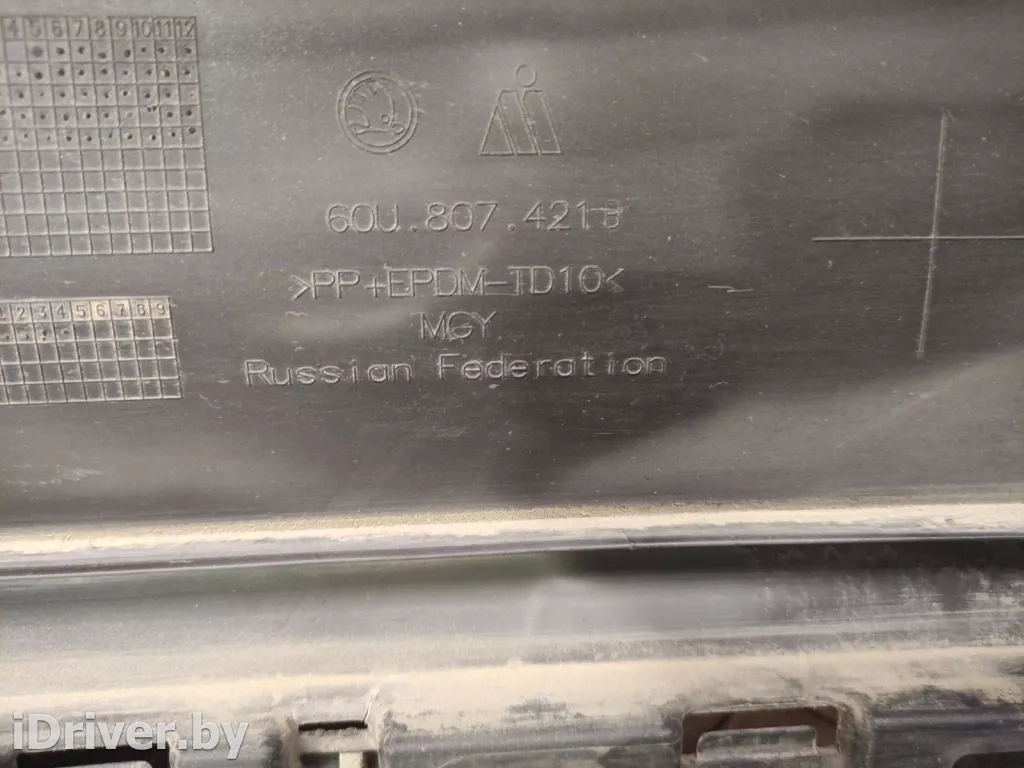 4 5 6 7 8 9 10 11 12
60U.807.421B
>PP+EPDM-TD10<
1 2 3 4 5 6 7 8 9
MGY
Russian Federation
iDriver.by